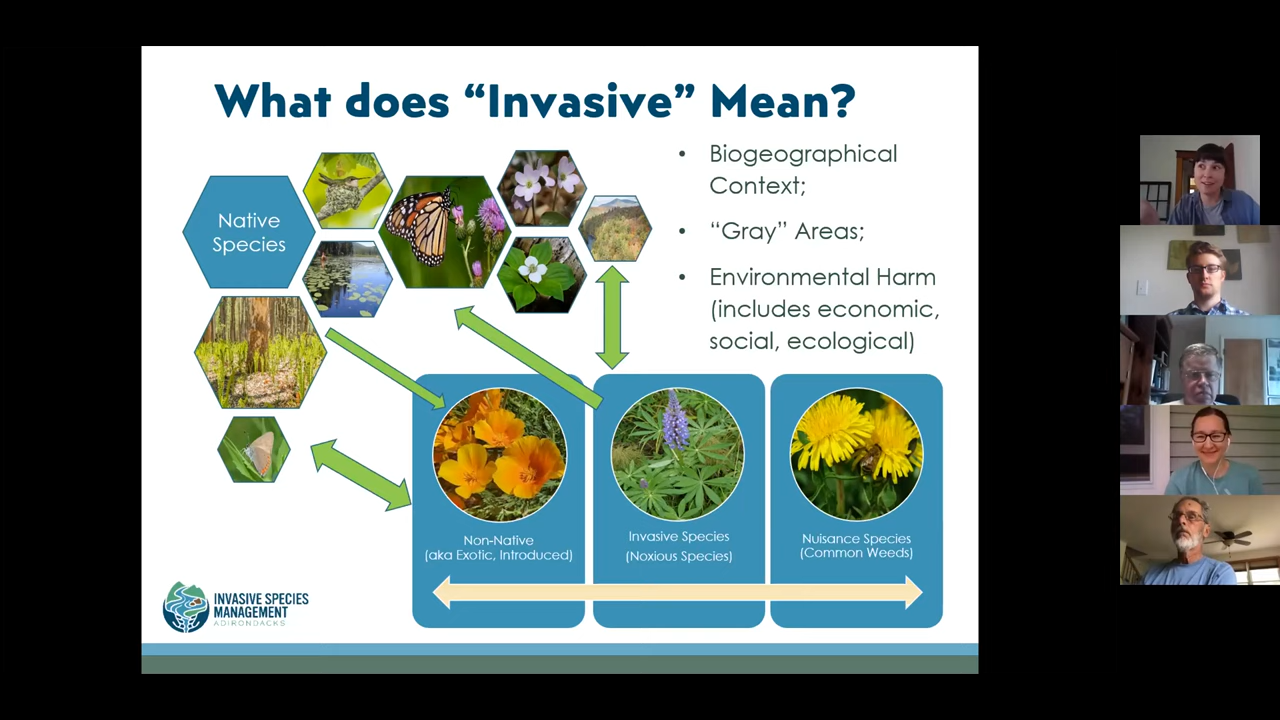 What does “Invasive” Mean?
Native
Species
• Biogeographical
Context;
• “Gray” Areas;
• Environmental Harm
(includes economic,
social, ecological)
Non-Native
(aka Exotic, Introduced)
Invasive Species
(Noxious Species)
Nuisance Species
(Common Weeds)
INVASIVE SPECIES
MANAGEMENT
ADIRONDACKS